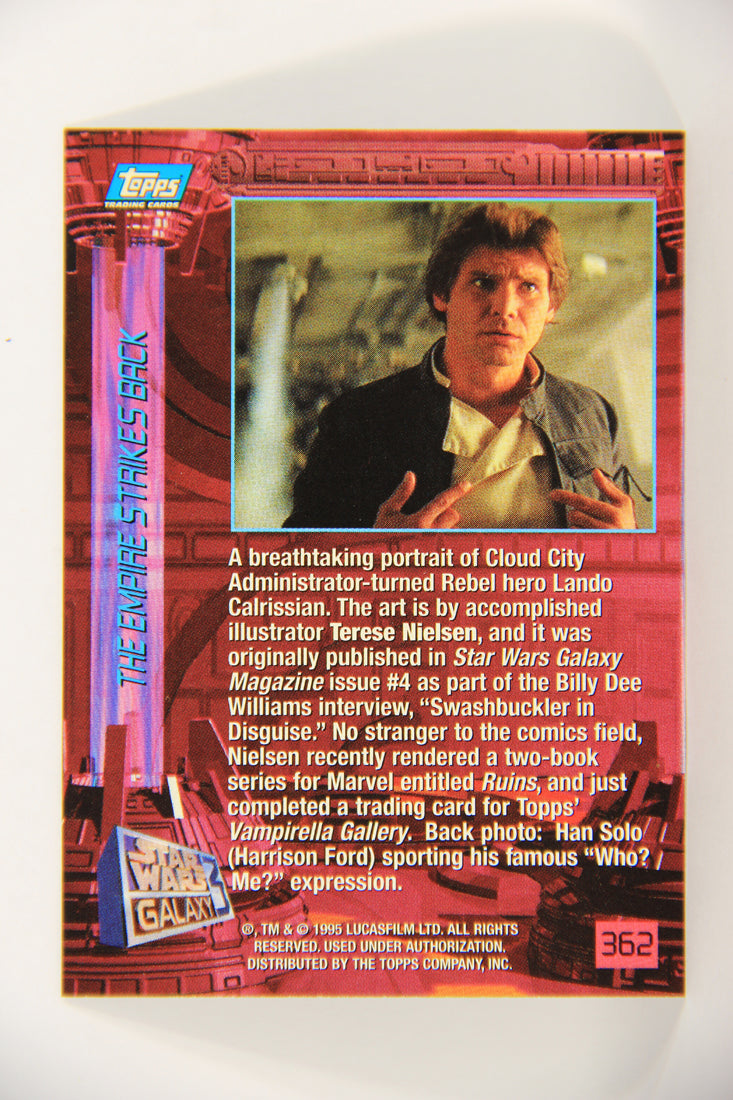 Topps
TRADING CARDS
THE EMPIRE STRIKES BACK
A breathtaking portrait of Cloud City
Administrator-turned Rebel hero Lando
Calrissian. The art is by accomplished
illustrator Terese Nielsen, and it was
originally published in Star Wars Galaxy
Magazine issue #4 as part of the Billy Dee
Williams interview, “Swashbuckler in
Disguise.” No stranger to the comics field,
Nielsen recently rendered a two-book
series for Marvel entitled Ruins, and just
completed a trading card for Topps’
Vampirella Gallery. Back photo: Han Solo
(Harrison Ford) sporting his famous “Who?
Me?” expression.
STAR
WARS
GALAXY 3
®, TM & © 1995 LUCASFILM LTD. ALL RIGHTS
RESERVED. USED UNDER AUTHORIZATION.
DISTRIBUTED BY THE TOPPS COMPANY, INC.
362